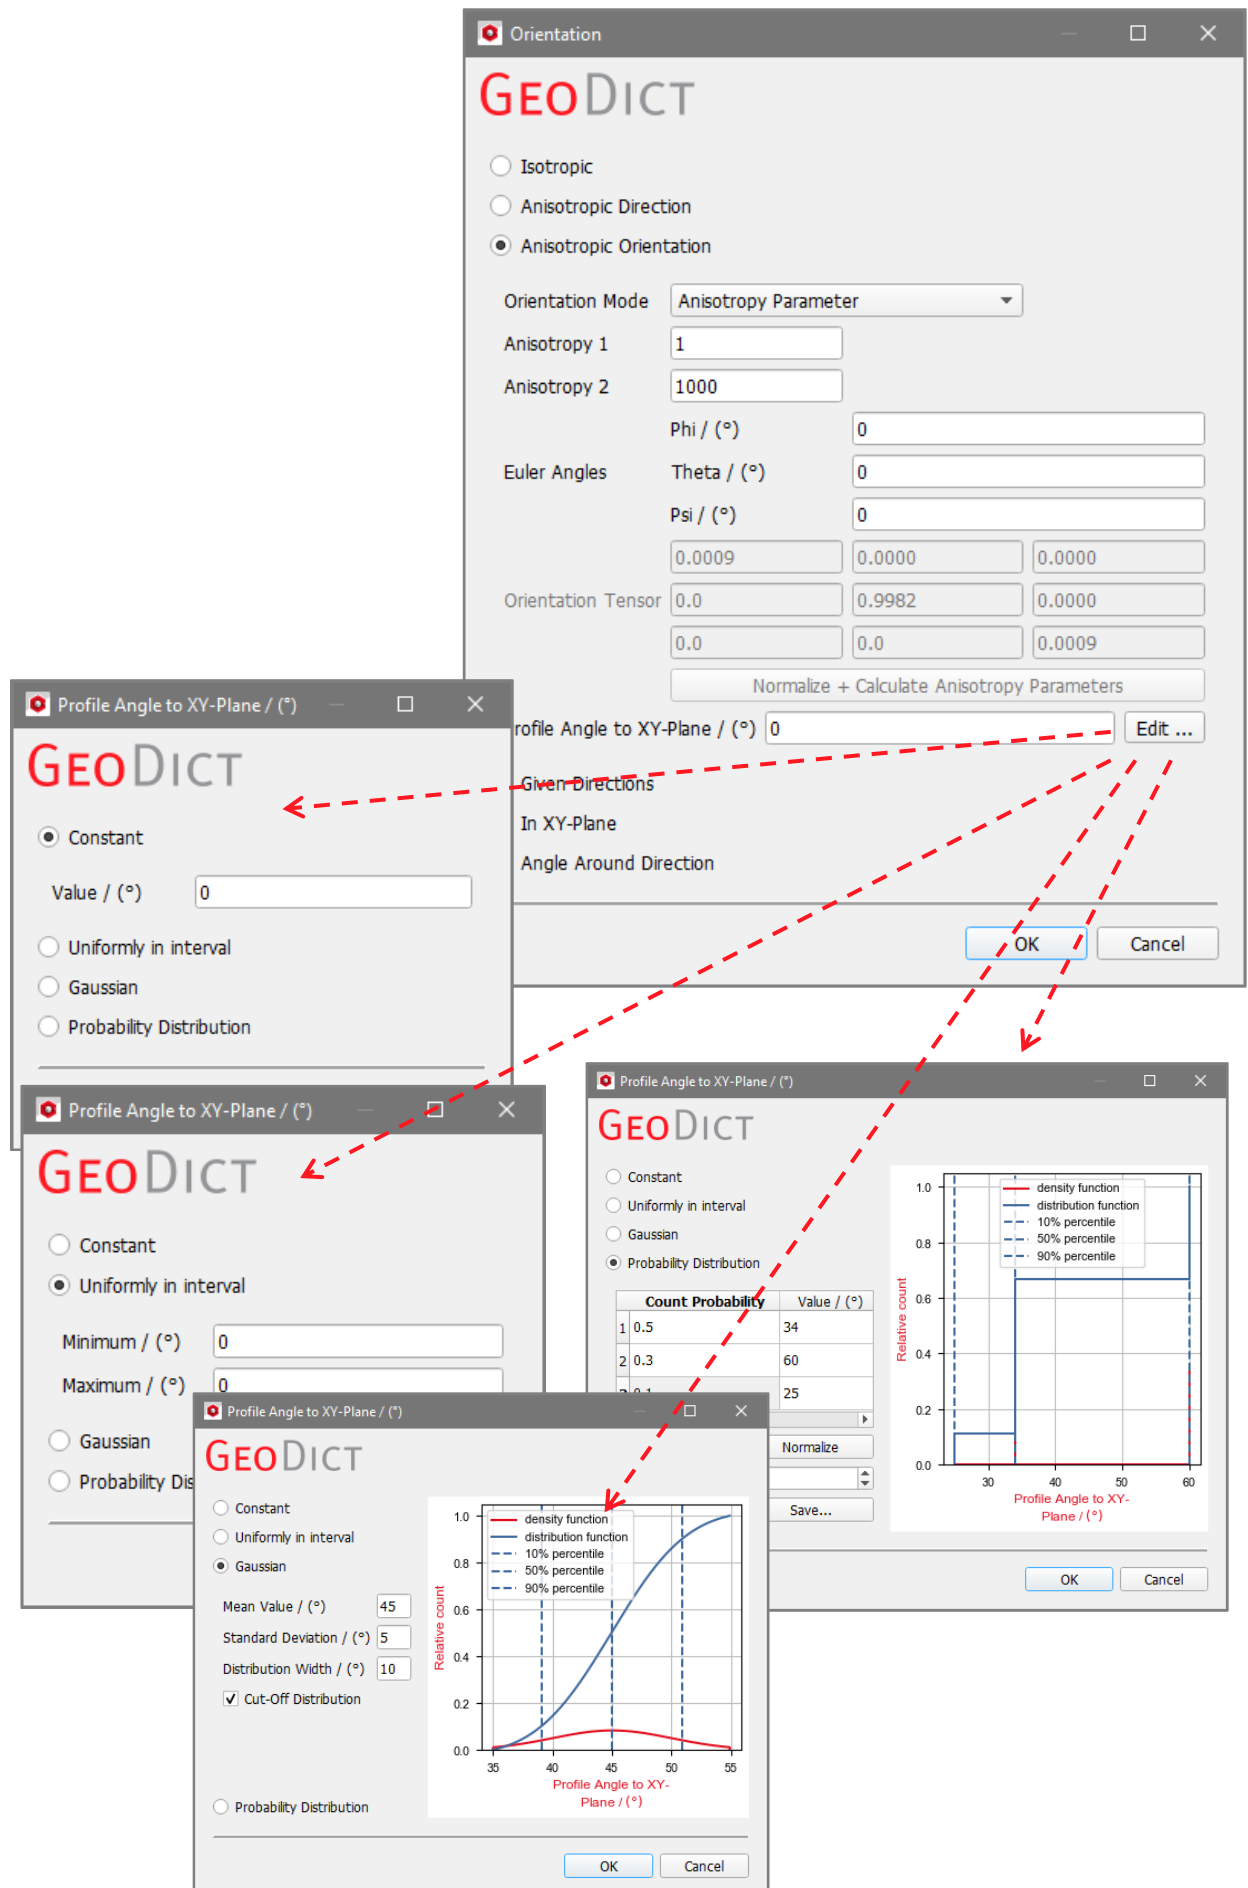 Orientation
GEODICT
Isotropic
Anisotropic Direction
Anisotropic Orientation
Orientation Mode Anisotropy Parameter
Anisotropy 1 1
Anisotropy 2 1000
Phi / (°) 0
Euler Angles Theta / (°) 0
Psi / (°) 0
0.0009 0.0000 0.0000
Orientation Tensor 0.0 0.9982 0.0000
0.0 0.0 0.0009
Normalize + Calculate Anisotropy Parameters
rofile Angle to XY-Plane / (°) 0 Edit ...
Given Directions
In XY-Plane
Angle Around Direction
OK Cancel
Profile Angle to XY-Plane / (°)
GEODICT
Constant
Value / (°) 0
Uniformly in interval
Gaussian
Probability Distribution
Profile Angle to XY-Plane / (°)
GEODICT
Constant
Uniformly in interval
Minimum / (°) 0
Maximum / (°) 0
Gaussian
Probability Dis
Profile Angle to XY-Plane / (°)
GEODICT
Constant
Uniformly in interval
Gaussian
Probability Distribution
Count Probability Value / (°)
1 0.5 34
2 0.3 60
25
Normalize
Save...
density function
distribution function
10% percentile
50% percentile
90% percentile
1.0
0.8
0.6
0.4
0.2
0.0
Relative count
30 40 50 60
Profile Angle to XY-
Plane / (°)
OK Cancel
Profile Angle to XY-Plane / (°)
GEODICT
Constant
Uniformly in interval
Gaussian
Mean Value / (°) 45
Standard Deviation / (°) 5
Distribution Width / (°) 10
Cut-Off Distribution
Probability Distribution
density function
distribution function
10% percentile
50% percentile
90% percentile
1.0
0.8
0.6
0.4
0.2
0.0
Relative count
35 40 45 50 55
Profile Angle to XY-
Plane / (°)
OK Cancel